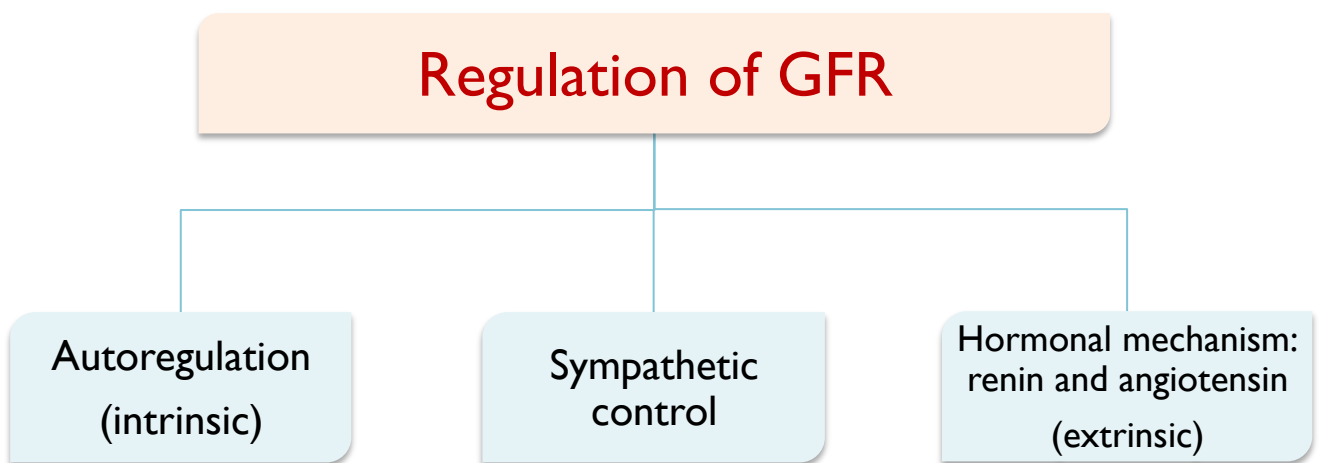 Regulation of GFR
Autoregulation
(intrinsic)
Sympathetic
control
Hormonal mechanism:
renin and angiotensin
(extrinsic)